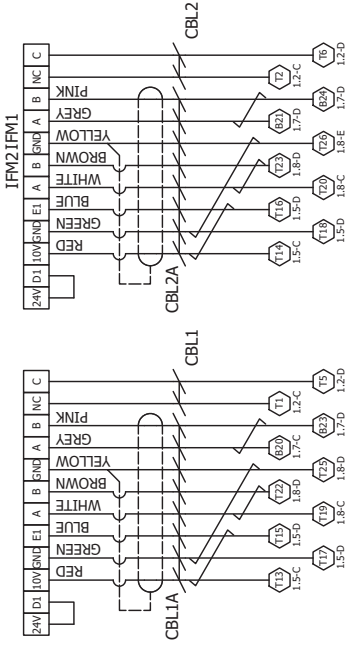 IFM2IFM1
24V D1 10V GND E1 A B GND A B NC C
RED
GREEN
BLUE
WHITE
BROWN
YELLOW
GREY
PINK
CBL2A
CBL2
T14
1.5-C
T18
1.5-D
T16
1.5-D
T20
1.8-C
T23
1.8-D
T26
1.8-E
B21
1.7-D
B24
1.7-D
T2
1.2-C
T6
1.2-D
24V D1 10V GND E1 A B GND A B NC C
RED
GREEN
BLUE
WHITE
BROWN
YELLOW
GREY
PINK
CBL1A
CBL1
T13
1.5-C
T17
1.5-D
T15
1.5-D
T19
1.8-C
T22
1.8-D
T25
1.8-D
B20
1.7-C
B23
1.7-D
T1
1.2-C
T5
1.2-D